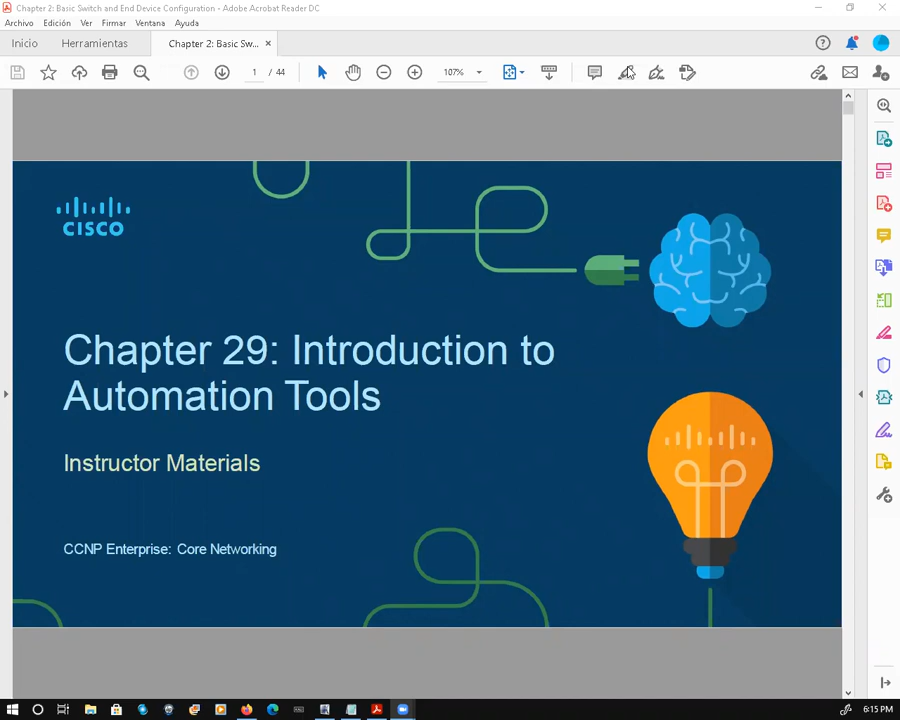 Chapter 2: Basic Switch and End Device Configuration - Adobe Acrobat Reader DC
Archivo Edición Ver Firmar Ventana Ayuda
Inicio Herramientas Chapter 2: Basic Sw... ×
1 / 44 107%
CISCO
Chapter 29: Introduction to
Automation Tools
Instructor Materials
CCNP Enterprise: Core Networking
6:15 PM